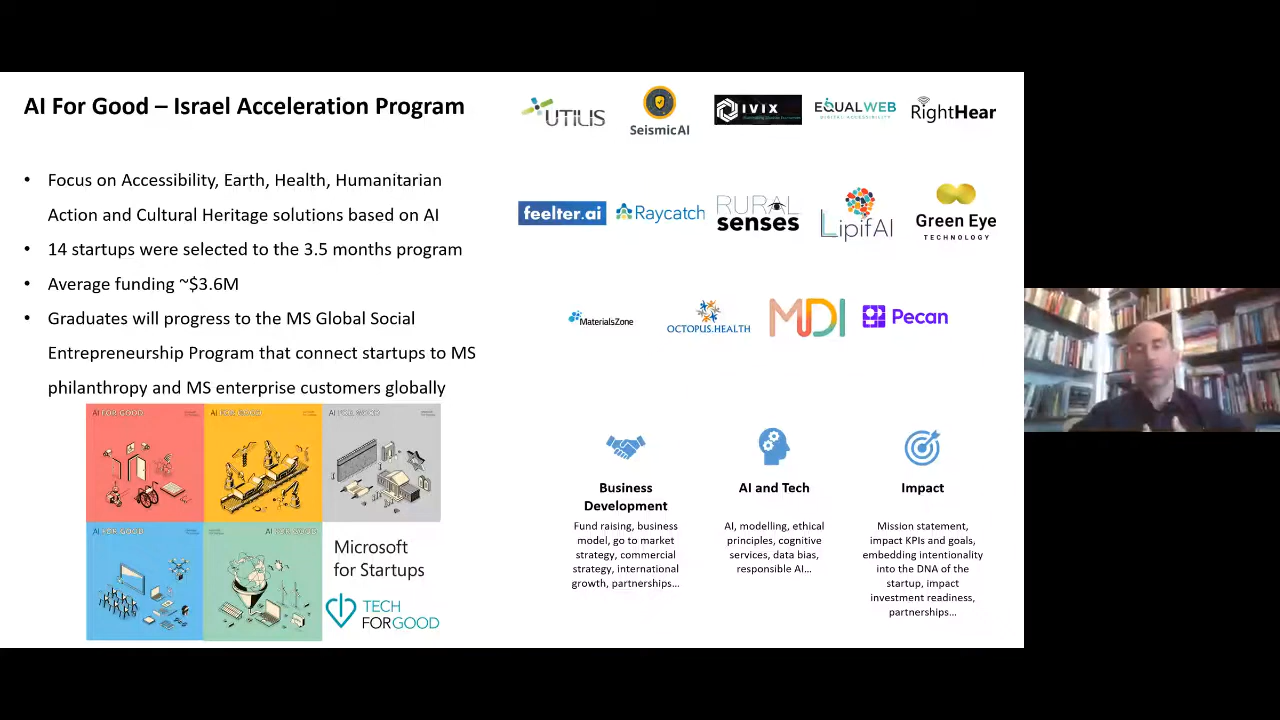 AI For Good – Israel Acceleration Program
• Focus on Accessibility, Earth, Health, Humanitarian
Action and Cultural Heritage solutions based on AI
• 14 startups were selected to the 3.5 months program
• Average funding ~$3.6M
• Graduates will progress to the MS Global Social
Entrepreneurship Program that connect startups to MS
philanthropy and MS enterprise customers globally
UTILIS
SeismicAI
IVIX
EQUALWEB
DIGITAL ACCESSIBILITY
RightHear
feelter.ai
Raycatch
RURAL
senses
LipifAI
Green Eye
TECHNOLOGY
MaterialsZone
OCTOPUS.HEALTH
MDI
Pecan
AI FOR GOOD
AI FOR GOOD
AI FOR GOOD
AI FOR GOOD
AI FOR GOOD
Microsoft
for Startups
TECH
FORGOOD
Business
Development
Fund raising, business
model, go to market
strategy, commercial
strategy, international
growth, partnerships...
AI and Tech
AI, modelling, ethical
principles, cognitive
services, data bias,
responsible AI...
Impact
Mission statement,
impact KPIs and goals,
embedding intentionality
into the DNA of the
startup, impact
investment readiness,
partnerships...